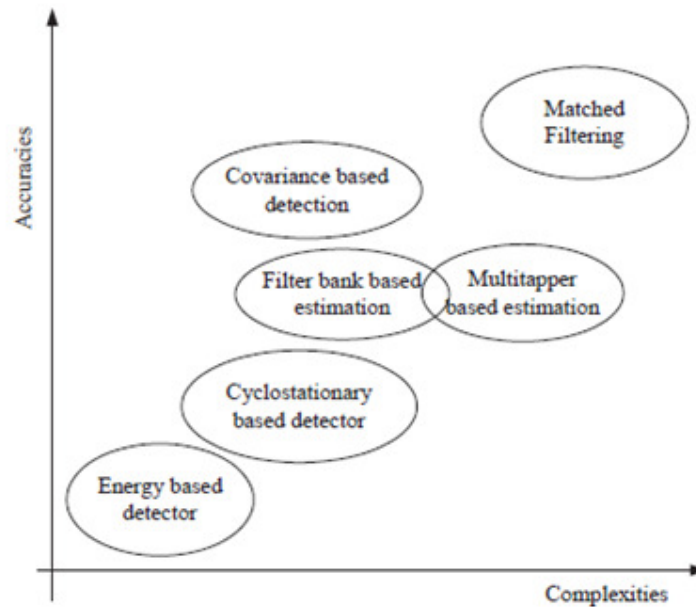 Accuracies
Matched
Filtering
Covariance based
detection
Filter bank based
estimation
Multitapper
based estimation
Cyclostationary
based detector
Energy based
detector
Complexities